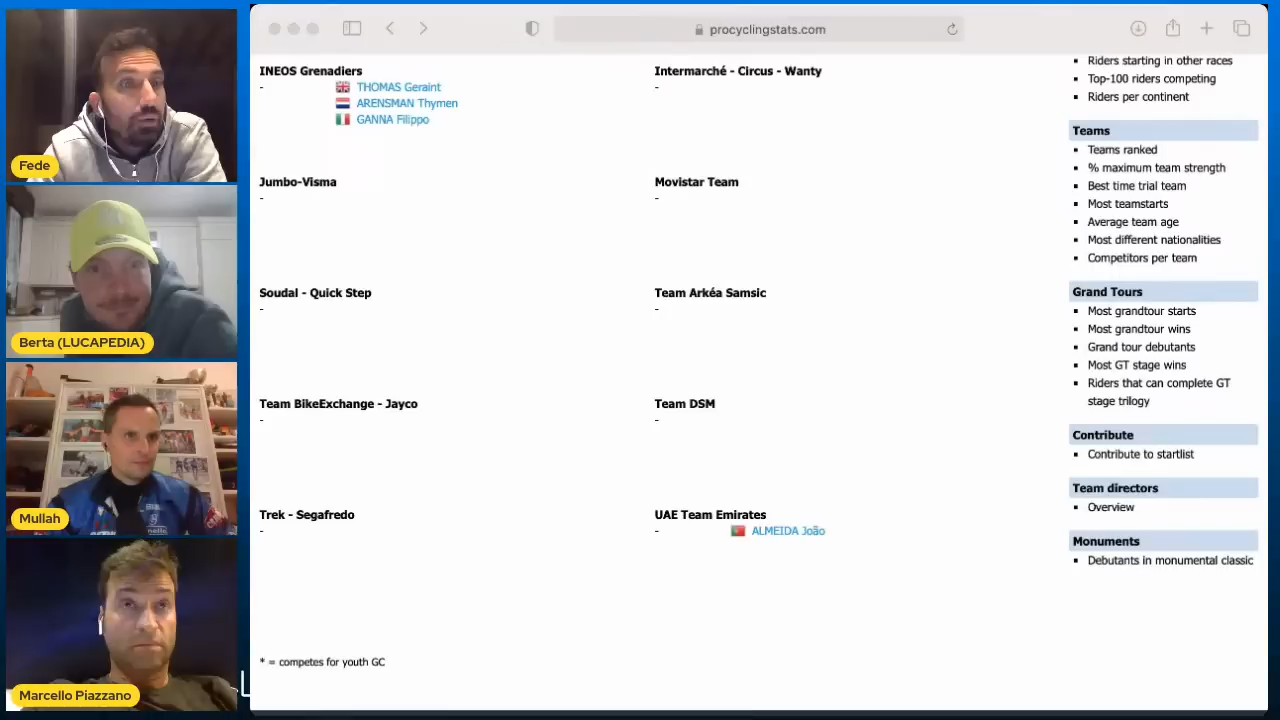 Fede
Berta (LUCAPEDIA)
Mullah
Marcello Piazzano
procyclingstats.com
INEOS Grenadiers
-
THOMAS Geraint
ARENSMAN Thymen
GANNA Filippo
Intermarché - Circus - Wanty
-
Jumbo-Visma
-
Movistar Team
-
Soudal - Quick Step
-
Team Arkéa Samsic
-
Team BikeExchange - Jayco
-
Team DSM
-
Trek - Segafredo
-
UAE Team Emirates
-
ALMEIDA João
* = competes for youth GC
Riders starting in other races
Top-100 riders competing
Riders per continent
Teams
Teams ranked
% maximum team strength
Best time trial team
Most teamstarts
Average team age
Most different nationalities
Competitors per team
Grand Tours
Most grandtour starts
Most grandtour wins
Grand tour debutants
Most GT stage wins
Riders that can complete GT
stage trilogy
Contribute
Contribute to startlist
Team directors
Overview
Monuments
Debutants in monumental classic